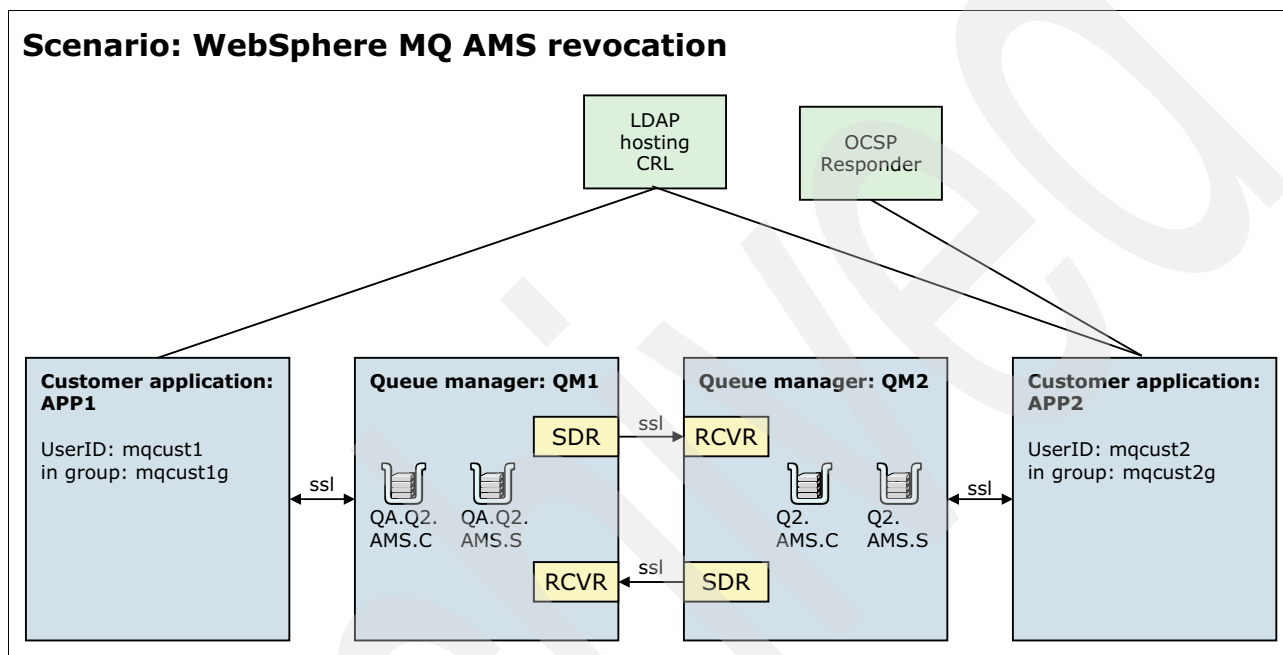 Scenario: WebSphere MQ AMS revocation
LDAP
hosting
CRL
OCSP
Responder
Customer application:
APP1
UserID: mqcust1
in group: mqcust1g
ssl
Queue manager: QM1
SDR
QA.Q2.
AMS.C
QA.Q2.
AMS.S
RCVR
ssl
ssl
Queue manager: QM2
RCVR
Q2.
AMS.C
Q2.
AMS.S
SDR
ssl
Customer application:
APP2
UserID: mqcust2
in group: mqcust2g